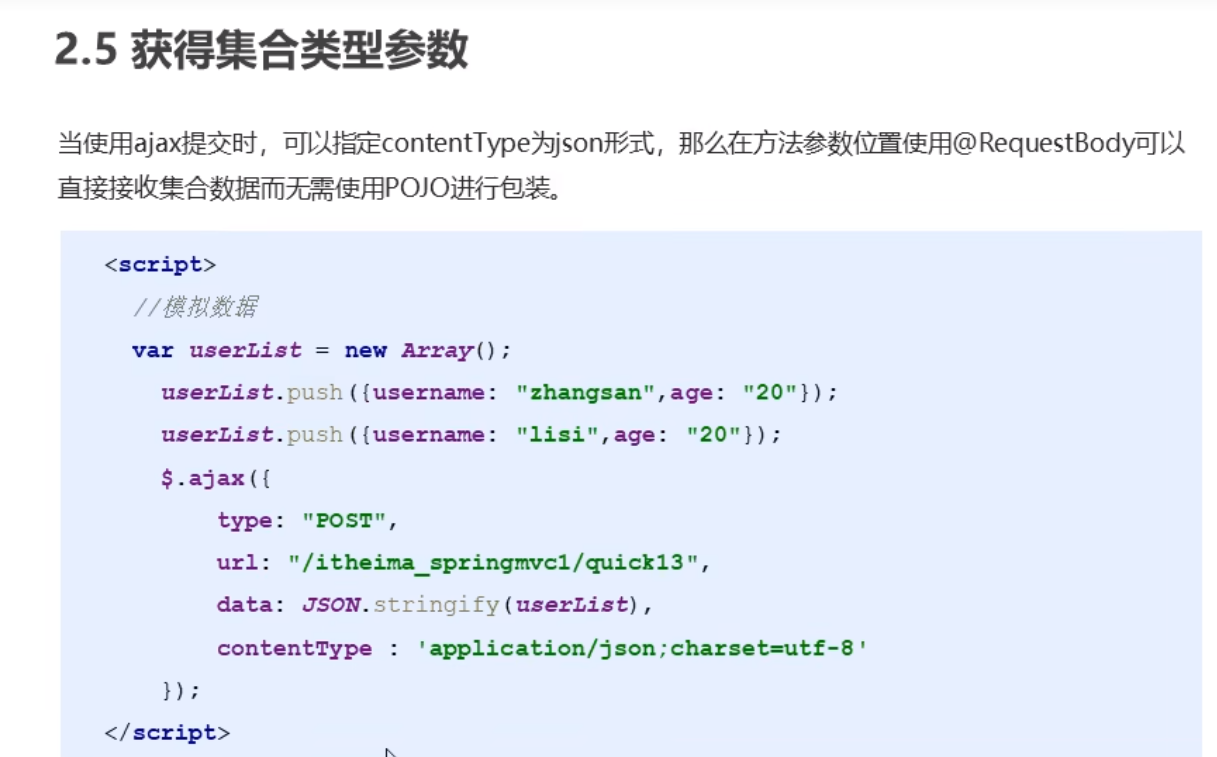 2.5 获得集合类型参数
当使用ajax提交时，可以指定contentType为json形式，那么在方法参数位置使用@RequestBody可以
直接接收集合数据而无需使用POJO进行包装。
<script>
//模拟数据
var userList = new Array();
userList.push({username: "zhangsan",age: "20"});
userList.push({username: "lisi",age: "20"});
$.ajax({
type: "POST",
url: "/itheima_springmvc1/quick13",
data: JSON.stringify(userList),
contentType : 'application/json;charset=utf-8'
});
</script>